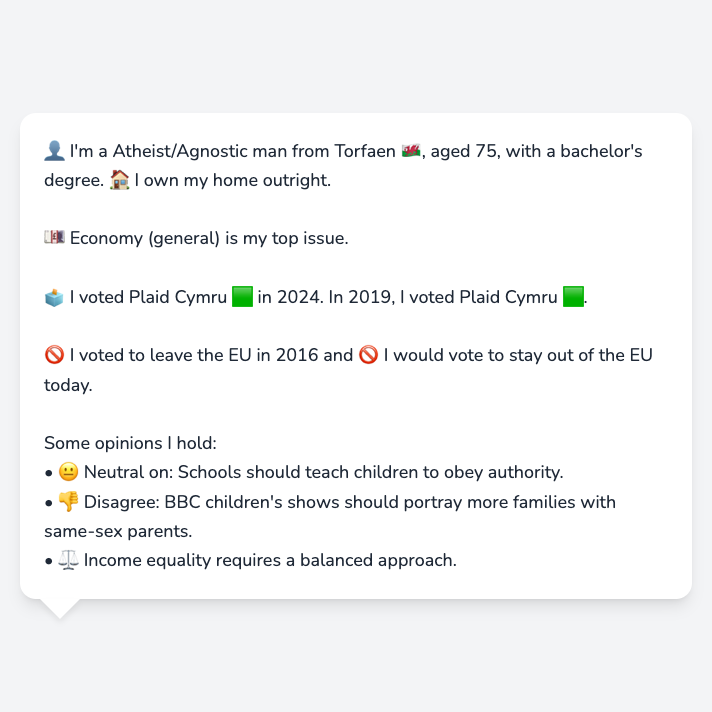 👤 I'm a Atheist/Agnostic man from Torfaen 🏴󠁧󠁢󠁷󠁬󠁳󠁿, aged 75, with a bachelor's
degree. 🏠 I own my home outright.
💷 Economy (general) is my top issue.
🗳️ I voted Plaid Cymru 🟩 in 2024. In 2019, I voted Plaid Cymru 🟩.
🚫 I voted to leave the EU in 2016 and 🚫 I would vote to stay out of the EU
today.
Some opinions I hold:
• 😐 Neutral on: Schools should teach children to obey authority.
• 👎 Disagree: BBC children's shows should portray more families with
same-sex parents.
• ⚖️ Income equality requires a balanced approach.